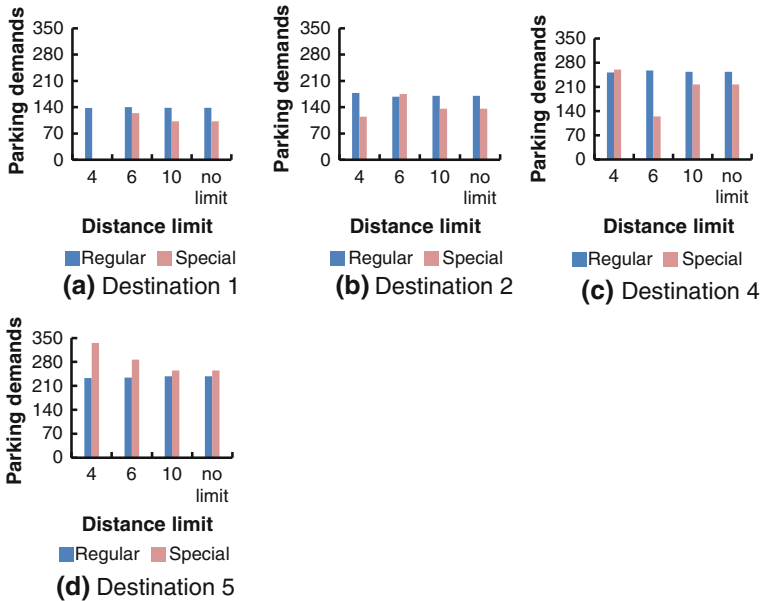 Parking demands
350
280
210
140
70
0
4 6 10 no
limit
Distance limit
Regular Special
(a) Destination 1
Parking demands
350
280
210
140
70
0
4 6 10 no
limit
Distance limit
Regular Special
(b) Destination 2
Parking demands
350
280
210
140
70
0
4 6 10 no
limit
Distance limit
Regular Special
(c) Destination 4
Parking demands
350
280
210
140
70
0
4 6 10 no
limit
Distance limit
Regular Special
(d) Destination 5